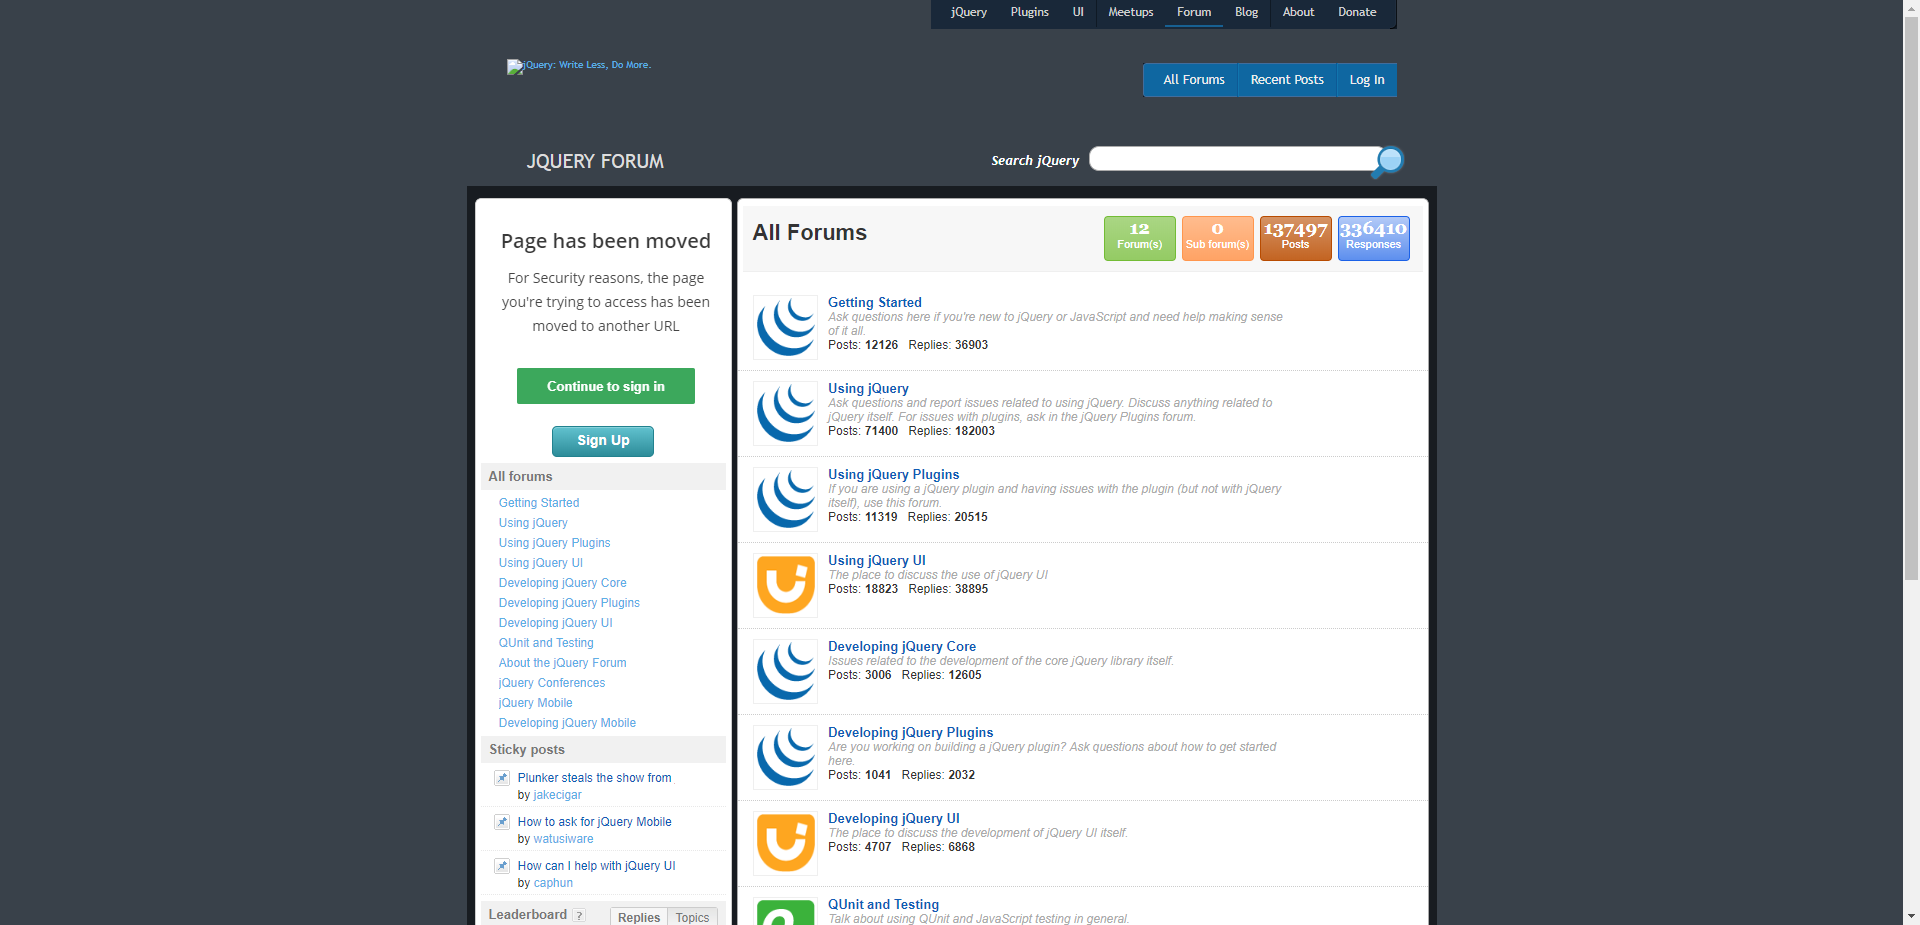 jQuery Plugins UI Meetups Forum Blog About Donate
jQuery: Write Less, Do More.
All Forums Recent Posts Log In
JQUERY FORUM
Search jQuery
Page has been moved
For Security reasons, the page
you're trying to access has been
moved to another URL
Continue to sign in
Sign Up
All forums
Getting Started
Using jQuery
Using jQuery Plugins
Using jQuery UI
Developing jQuery Core
Developing jQuery Plugins
Developing jQuery UI
QUnit and Testing
About the jQuery Forum
jQuery Conferences
jQuery Mobile
Developing jQuery Mobile
Sticky posts
Plunker steals the show from
by jakecigar
How to ask for jQuery Mobile
by watusiware
How can I help with jQuery UI
by caphun
Leaderboard ? Replies Topics
All Forums
12
Forum(s)
0
Sub forum(s)
137497
Posts
336410
Responses
Getting Started
Ask questions here if you're new to jQuery or JavaScript and need help making sense
of it all.
Posts: 12126 Replies: 36903
Using jQuery
Ask questions and report issues related to using jQuery. Discuss anything related to
jQuery itself. For issues with plugins, ask in the jQuery Plugins forum.
Posts: 71400 Replies: 182003
Using jQuery Plugins
If you are using a jQuery plugin and having issues with the plugin (but not with jQuery
itself), use this forum.
Posts: 11319 Replies: 20515
Using jQuery UI
The place to discuss the use of jQuery UI
Posts: 18823 Replies: 38895
Developing jQuery Core
Issues related to the development of the core jQuery library itself.
Posts: 3006 Replies: 12605
Developing jQuery Plugins
Are you working on building a jQuery plugin? Ask questions about how to get started
here.
Posts: 1041 Replies: 2032
Developing jQuery UI
The place to discuss the development of jQuery UI itself.
Posts: 4707 Replies: 6868
QUnit and Testing
Talk about using QUnit and JavaScript testing in general.